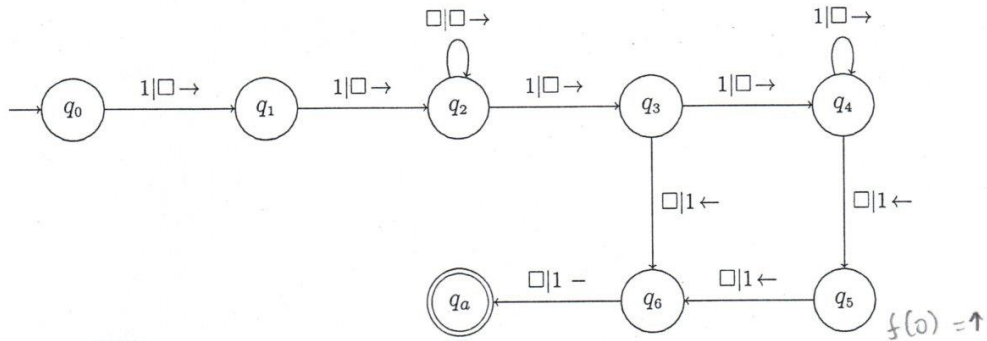 □|□→ 1|□→
1|□→ 1|□→ 1|□→ 1|□→
q₀ q₁ q₂ q₃ q₄
□|1← □|1←
□|1 − □|1←
qₐ q₆ q₅
f(0) = ↑